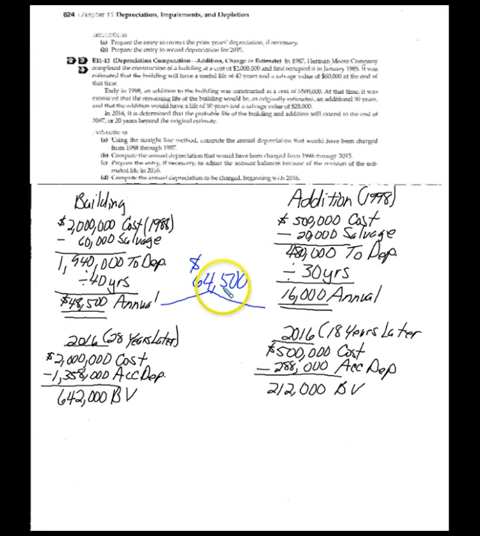 624 Chapter 11 Depreciation, Impairments, and Depletion
Instructions
(a) Prepare the entry to correct the prior years' depreciation, if necessary.
(b) Prepare the entry to record depreciation for 2015.
E11-12 (Depreciation Computation—Addition, Change in Estimate) In 1987, Herman Moore Company
completed the construction of a building at a cost of $2,000,000 and first occupied it in January 1988. It was
estimated that the building will have a useful life of 40 years and a salvage value of $60,000 at the end of
that time.
Early in 1998, an addition to the building was constructed at a cost of $500,000. At that time, it was
estimated that the remaining life of the building would be, as originally estimated, an additional 30 years,
and that the addition would have a life of 30 years and a salvage value of $20,000.
In 2016, it is determined that the probable life of the building and addition will extend to the end of
2047, or 20 years beyond the original estimate.
Instructions
(a) Using the straight-line method, compute the annual depreciation that would have been charged
from 1988 through 1997.
(b) Compute the annual depreciation that would have been charged from 1998 through 2015.
(c) Prepare the entry, if necessary, to adjust the account balances because of the revision of the esti-
mated life in 2016.
(d) Compute the annual depreciation to be charged, beginning with 2016.
Building
$2,000,000 Cost (1988)
- 60,000 Salvage
1,940,000 To Dep
÷ 40 yrs
$48,500 Annual
Addition (1998)
$ 500,000 Cost
- 20,000 Salvage
480,000 To Dep
÷ 30 yrs
16,000 Annual
$
64,500
2016 (28 Years Later)
$2,000,000 Cost
-1,358,000 Acc Dep
642,000 BV
2016 (18 Years Later
$500,000 Cost
- 288,000 Acc Dep
212,000 BV